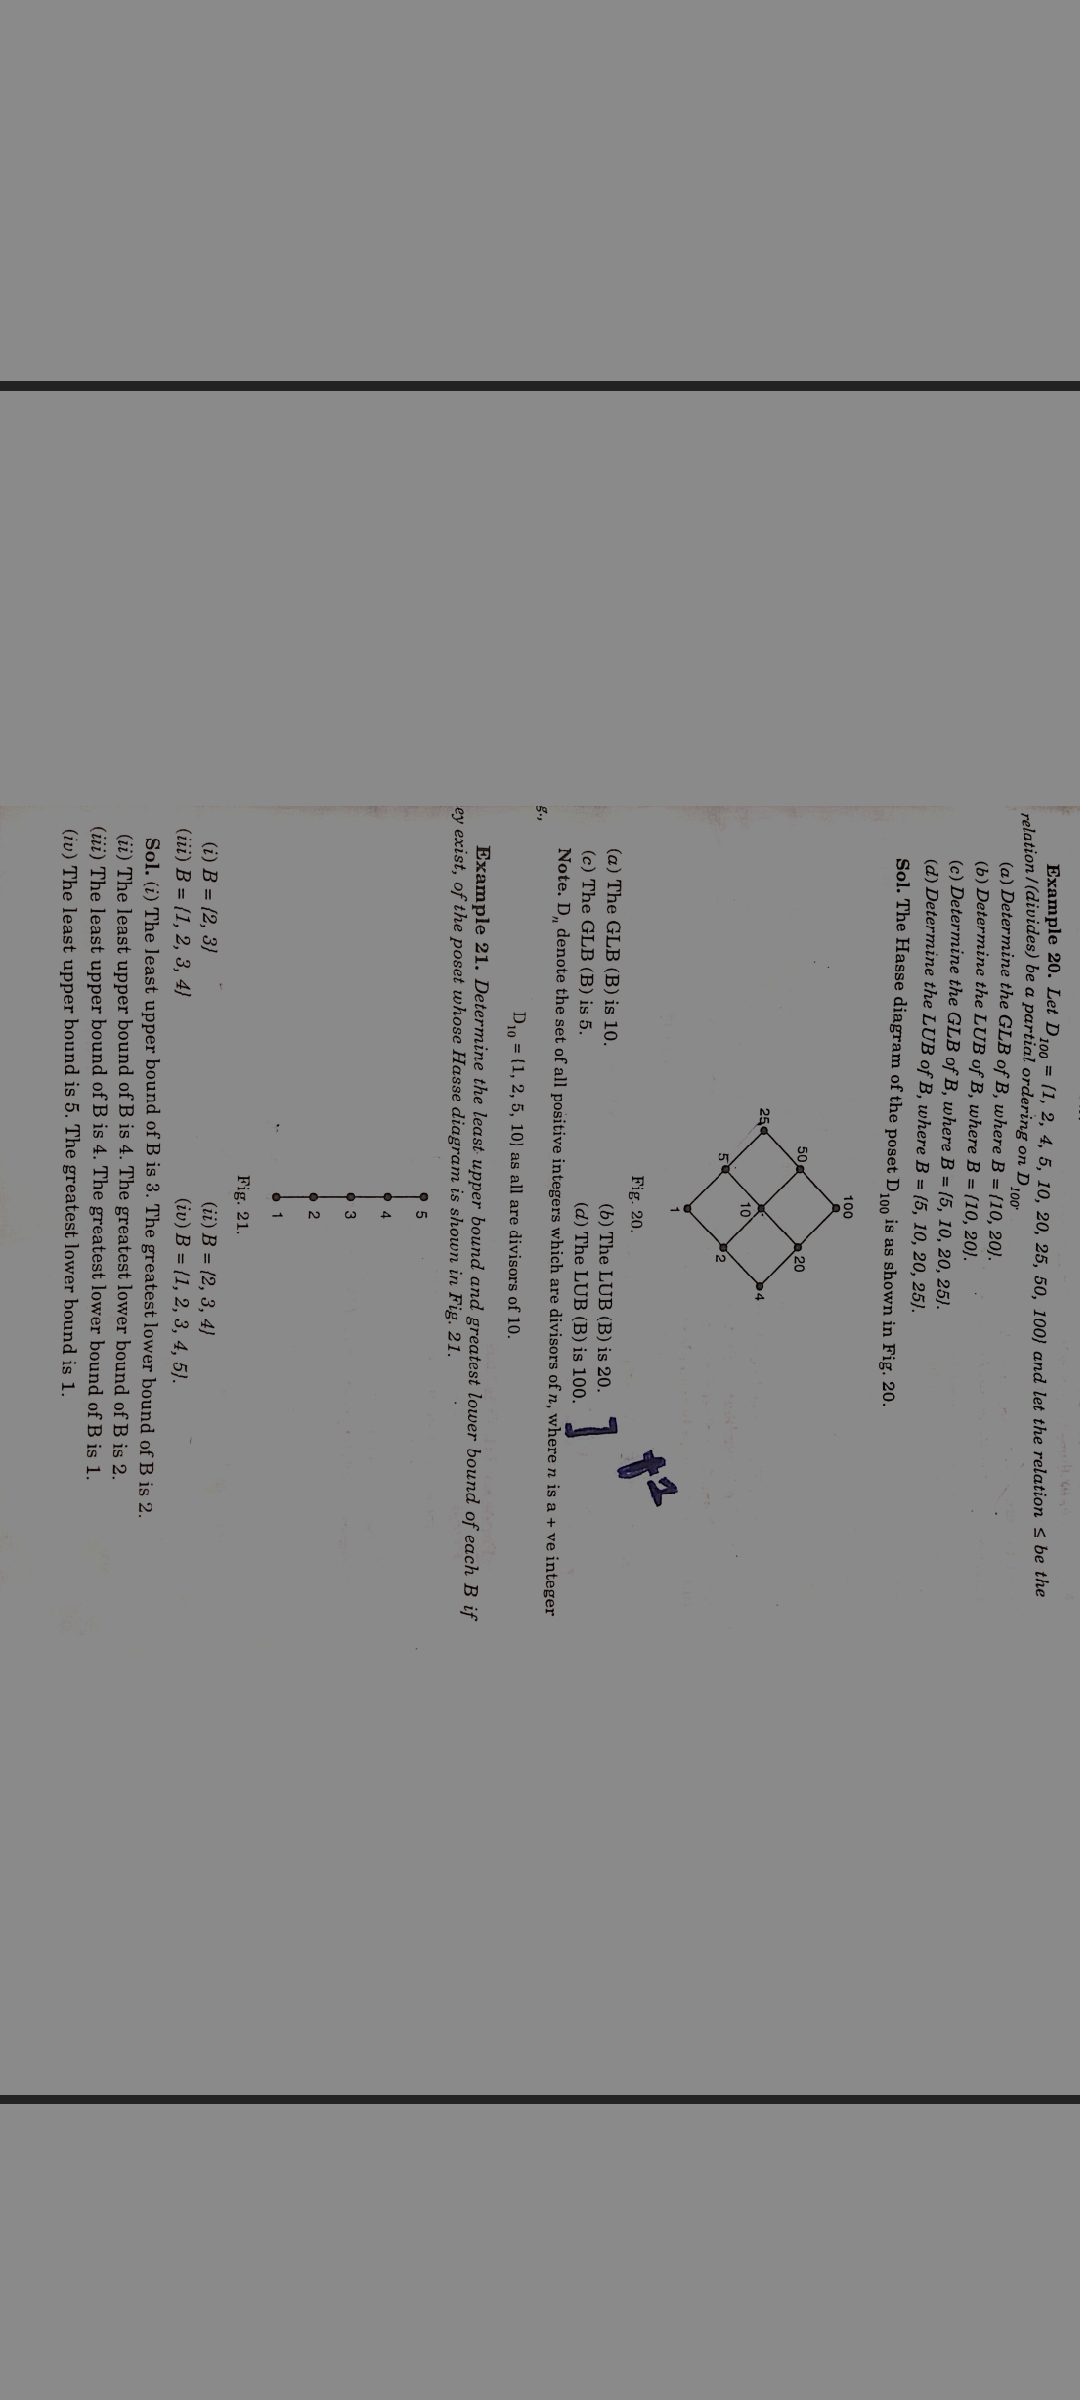 Example 20. Let D100 = {1, 2, 4, 5, 10, 20, 25, 50, 100} and let the relation ≤ be the
relation /(divides) be a partial ordering on D100.
(a) Determine the GLB of B, where B = {10, 20}.
(b) Determine the LUB of B, where B = {10, 20}.
(c) Determine the GLB of B, where B = {5, 10, 20, 25}.
(d) Determine the LUB of B, where B = {5, 10, 20, 25}.
Sol. The Hasse diagram of the poset D100 is as shown in Fig. 20.
100
50
20
25
10
4
5
2
1
Fig. 20.
(a) The GLB (B) is 10.
(b) The LUB (B) is 20.
(c) The GLB (B) is 5.
(d) The LUB (B) is 100.
Note. Dn denote the set of all positive integers which are divisors of n, where n is a + ve integer
g.,
D10 = {1, 2, 5, 10} as all are divisors of 10.
Example 21. Determine the least upper bound and greatest lower bound of each B if
ey exist, of the poset whose Hasse diagram is shown in Fig. 21.
5
4
3
2
1
Fig. 21.
(i) B = {2, 3}
(ii) B = {2, 3, 4}
(iii) B = {1, 2, 3, 4}
(iv) B = {1, 2, 3, 4, 5}.
Sol. (i) The least upper bound of B is 3. The greatest lower bound of B is 2.
(ii) The least upper bound of B is 4. The greatest lower bound of B is 2.
(iii) The least upper bound of B is 4. The greatest lower bound of B is 1.
(iv) The least upper bound is 5. The greatest lower bound is 1.